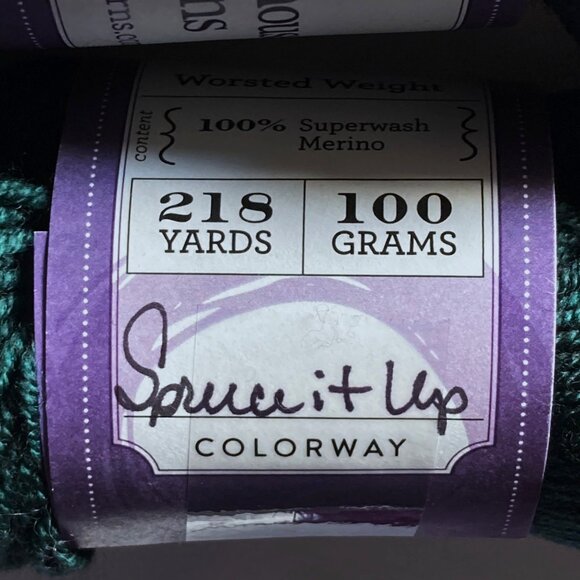 Worsted Weight
content
100% Superwash
Merino
218
YARDS
100
GRAMS
Spruce it Up
COLORWAY